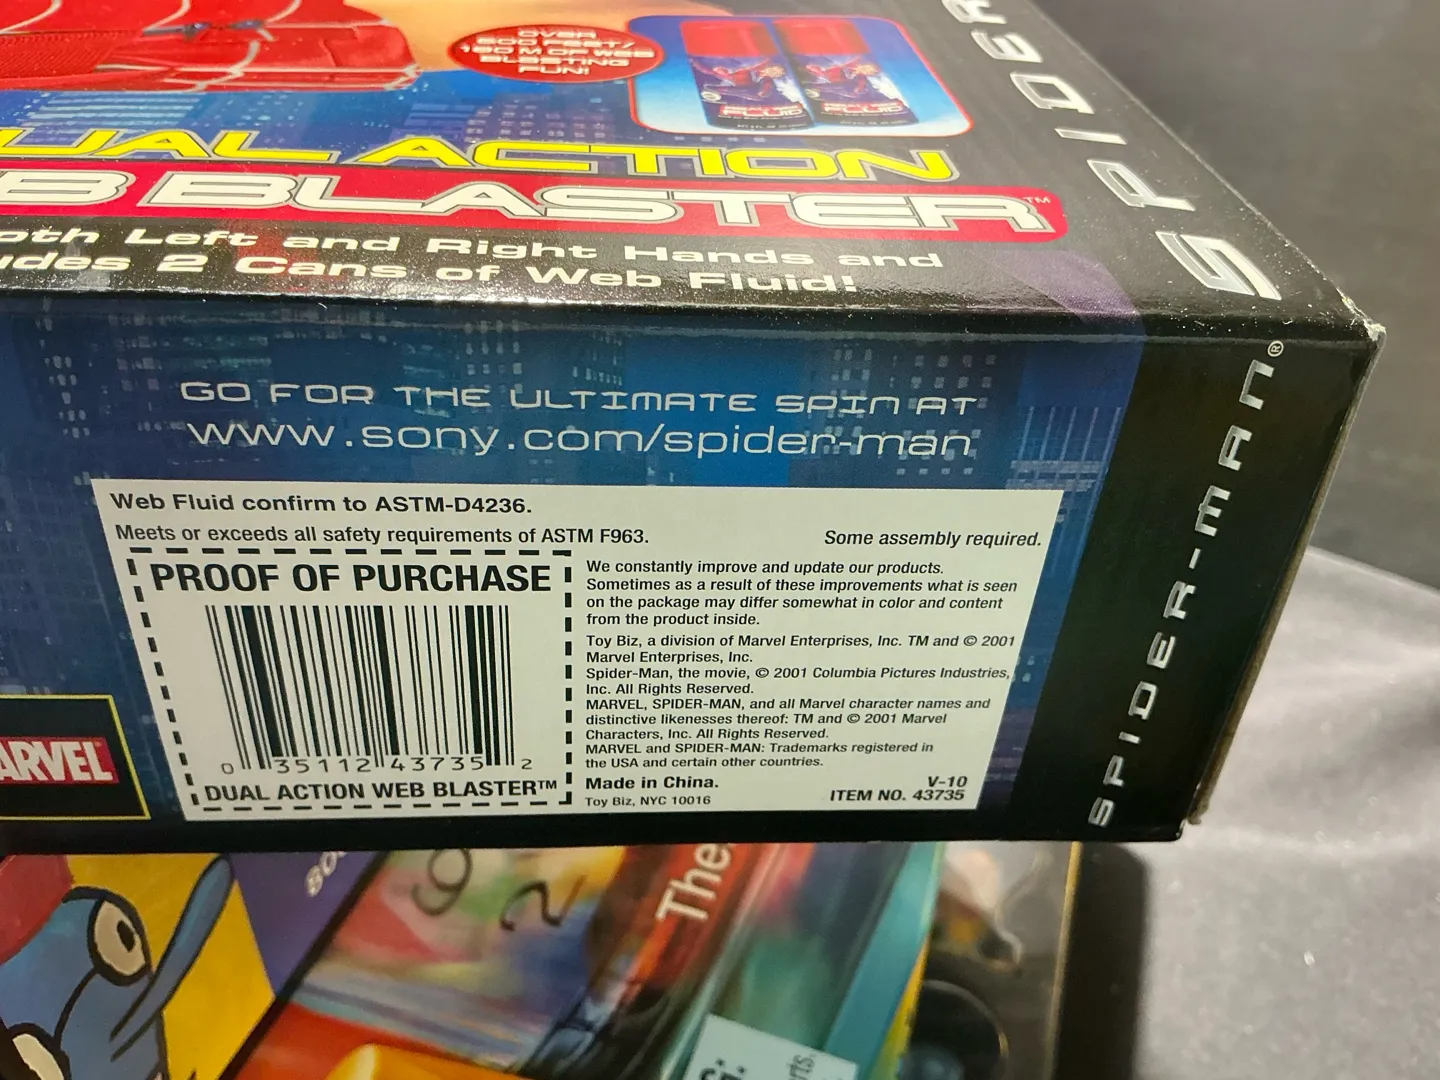 OVER
500 FEET/
150 M OF WEB
BLASTING
FUN!
FLUID
FLUID
SPIDER
UAL ACTION
B BLASTER™
oth Left and Right Hands and
udes 2 Cans of Web Fluid!
GO FOR THE ULTIMATE SPIN AT
www.sony.com/spider-man
SPIDER-MAN®
Web Fluid confirm to ASTM-D4236.
Meets or exceeds all safety requirements of ASTM F963.
Some assembly required.
PROOF OF PURCHASE
0 35112 43735 2
DUAL ACTION WEB BLASTER™
We constantly improve and update our products.
Sometimes as a result of these improvements what is seen
on the package may differ somewhat in color and content
from the product inside.
Toy Biz, a division of Marvel Enterprises, Inc. TM and © 2001
Marvel Enterprises, Inc.
Spider-Man, the movie, © 2001 Columbia Pictures Industries,
Inc. All Rights Reserved.
MARVEL, SPIDER-MAN, and all Marvel character names and
distinctive likenesses thereof: TM and © 2001 Marvel
Characters, Inc. All Rights Reserved.
MARVEL and SPIDER-MAN: Trademarks registered in
the USA and certain other countries.
Made in China.
Toy Biz, NYC 10016
V-10
ITEM NO. 43735
ARVEL
The